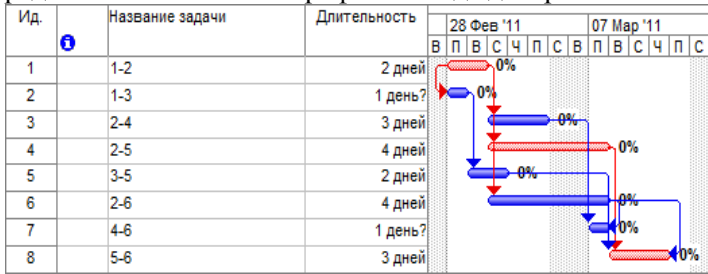 Ид. Название задачи Длительность 28 Фев '11 07 Мар '11
В П В С Ч П С В П В С Ч П С
1 1-2 2 дней 0%
2 1-3 1 день? 0%
3 2-4 3 дней 0%
4 2-5 4 дней 0%
5 3-5 2 дней 0%
6 2-6 4 дней 0%
7 4-6 1 день? 0%
8 5-6 3 дней 0%